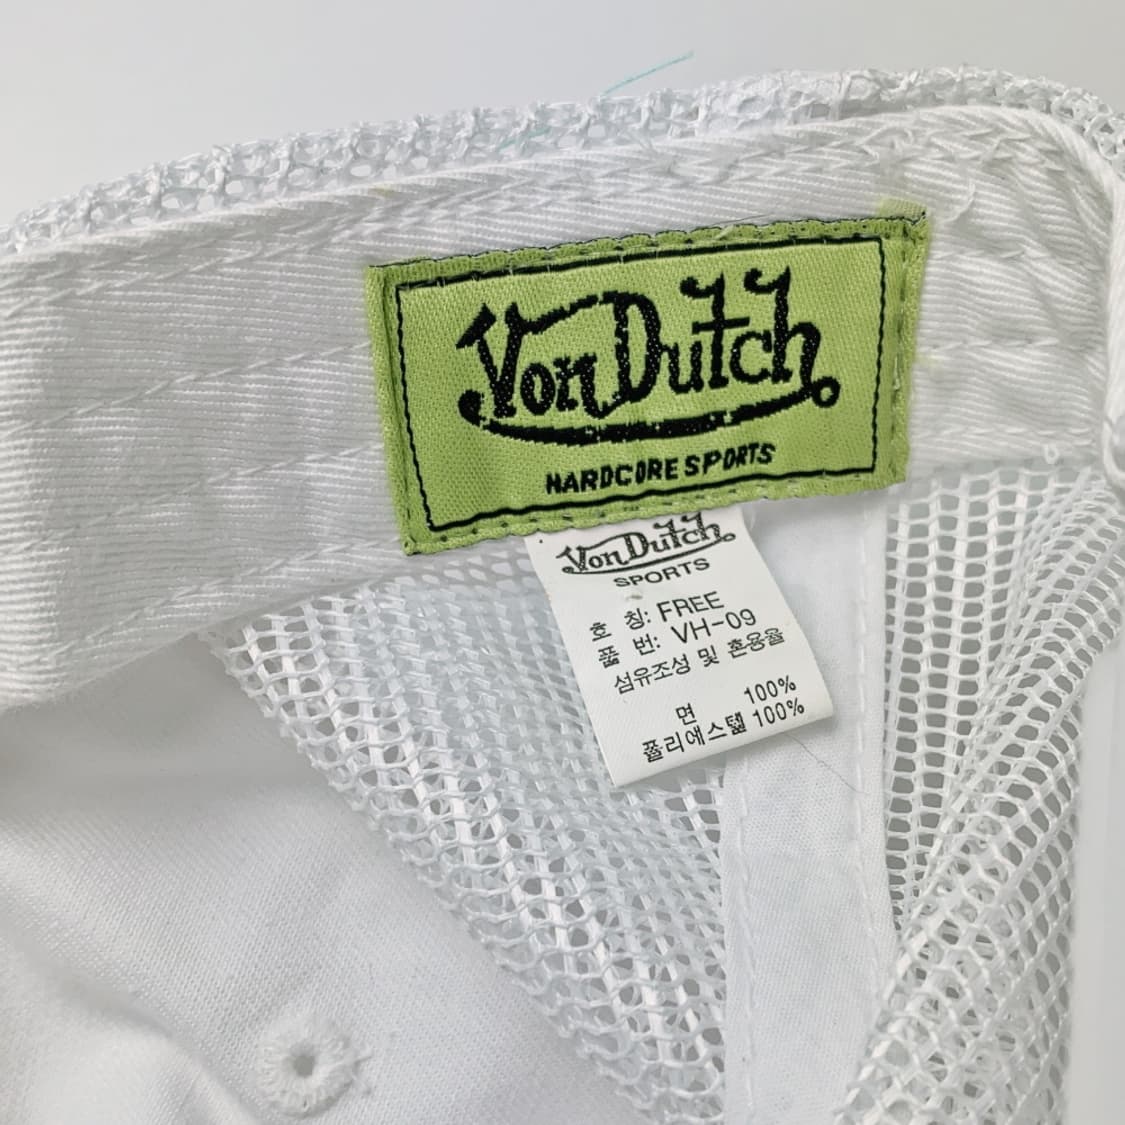 Von Dutch
HARDCORE SPORTS
Von Dutch
SPORTS
호 칭: FREE
품 번: VH-09
섬유조성 및 혼용율
면 100%
폴리에스텔 100%